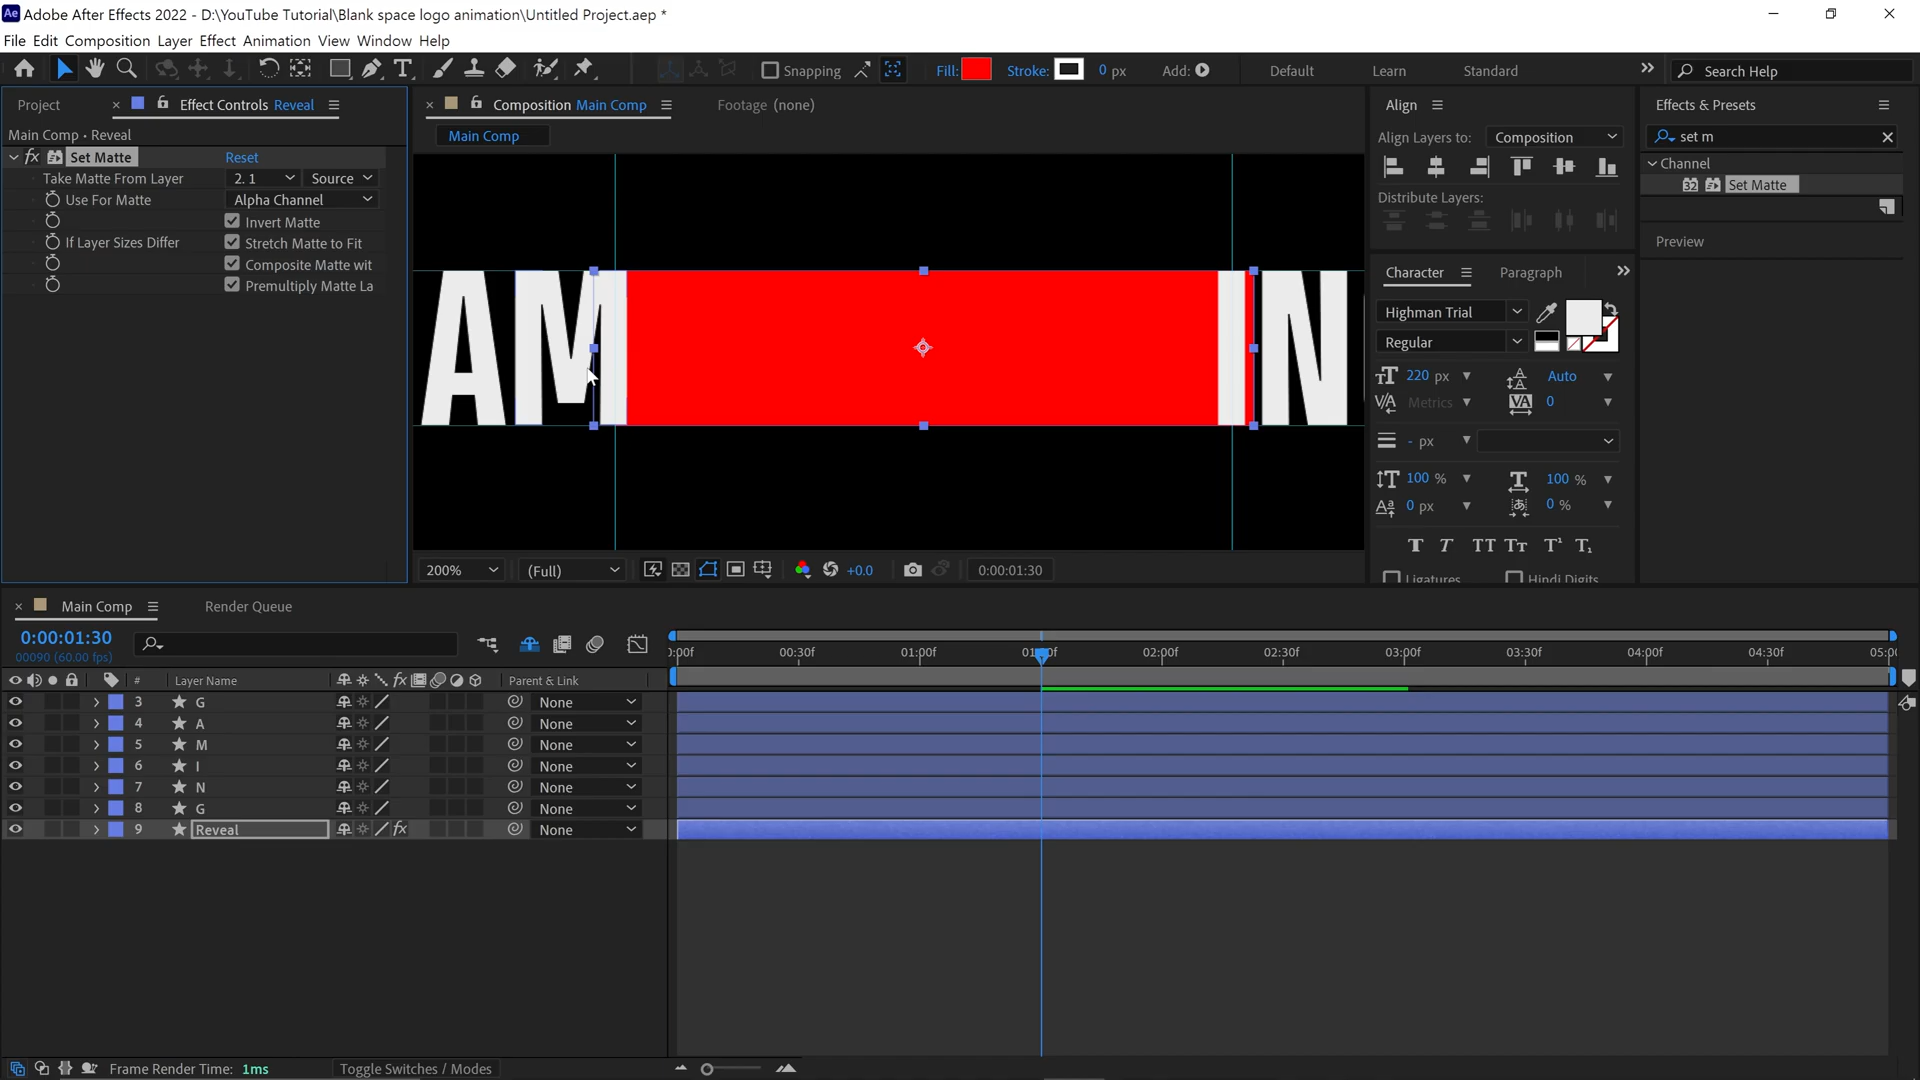 Adobe After Effects 2022 - D:\YouTube Tutorial\Blank space logo animation\Untitled Project.aep *
File Edit Composition Layer Effect Animation View Window Help
Snapping
Fill: Stroke: 0 px Add:
Default Learn Standard
Search Help
Project
Effect Controls Reveal
Main Comp • Reveal
fx Set Matte Reset
Take Matte From Layer 2. 1 Source
Use For Matte Alpha Channel
Invert Matte
If Layer Sizes Differ Stretch Matte to Fit
Composite Matte wit
Premultiply Matte La
Composition Main Comp
Footage (none)
Main Comp
AM IN
200% (Full) +0.0 0:00:01:30
Align
Align Layers to: Composition
Distribute Layers:
Character Paragraph
Highman Trial
Regular
220 px Auto
Metrics 0
- px
100 % 100 %
0 px 0 %
Ligatures Hindi Digits
Effects & Presets
set m
Channel
32 Set Matte
Preview
Main Comp Render Queue
0:00:01:30
00090 (60.00 fps)
# Layer Name Parent & Link
3 G None
4 A None
5 M None
6 I None
7 N None
8 G None
9 Reveal fx None
:00f 00:30f 01:00f 02:00f 02:30f 03:00f 03:30f 04:00f 04:30f 05:00
Frame Render Time: 1ms Toggle Switches / Modes